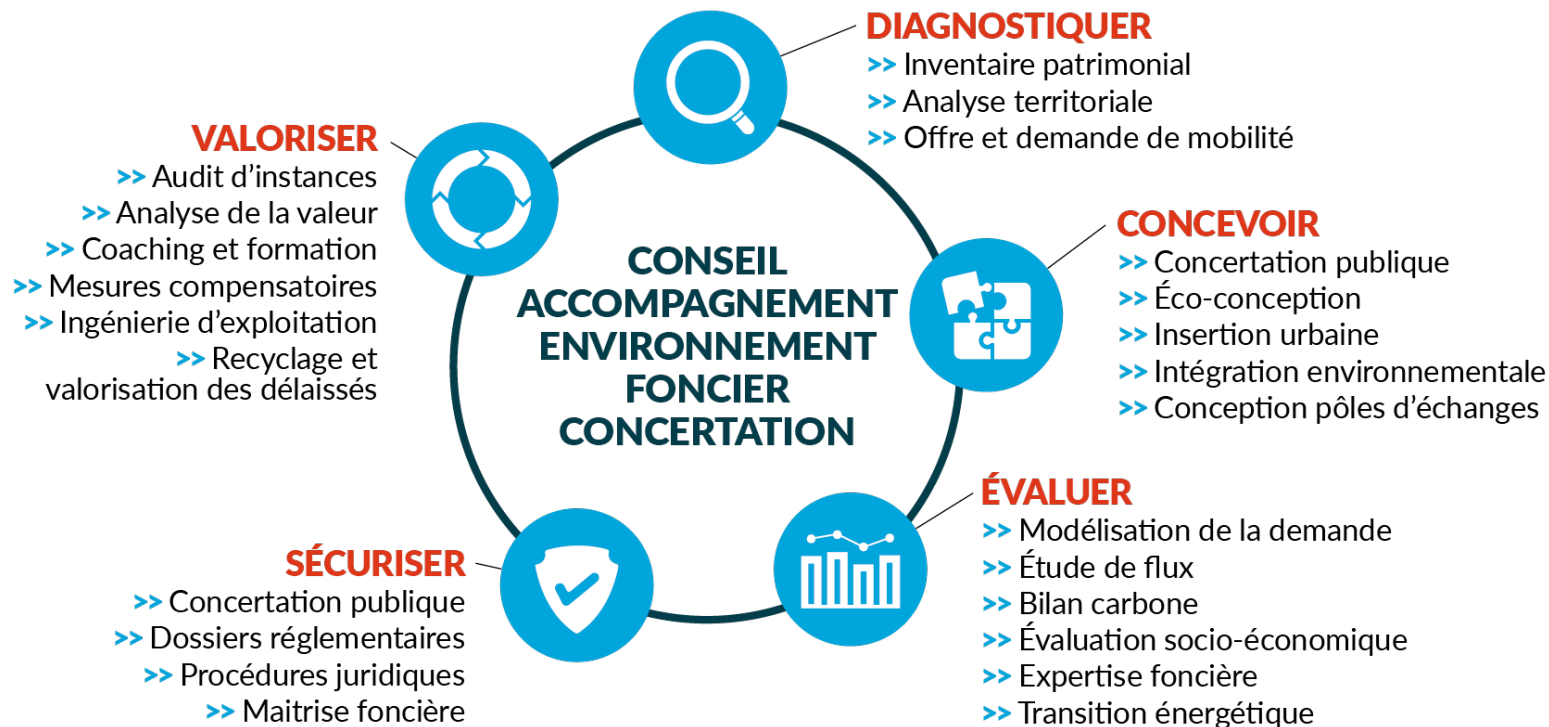 DIAGNOSTIQUER
>> Inventaire patrimonial
>> Analyse territoriale
>> Offre et demande de mobilité
VALORISER
>> Audit d’instances
>> Analyse de la valeur
>> Coaching et formation
>> Mesures compensatoires
>> Ingénierie d’exploitation
>> Recyclage et
valorisation des délaissés
CONSEIL
ACCOMPAGNEMENT
ENVIRONNEMENT
FONCIER
CONCERTATION
CONCEVOIR
>> Concertation publique
>> Éco-conception
>> Insertion urbaine
>> Intégration environnementale
>> Conception pôles d’échanges
SÉCURISER
>> Concertation publique
>> Dossiers réglementaires
>> Procédures juridiques
>> Maitrise foncière
ÉVALUER
>> Modélisation de la demande
>> Étude de flux
>> Bilan carbone
>> Évaluation socio-économique
>> Expertise foncière
>> Transition énergétique